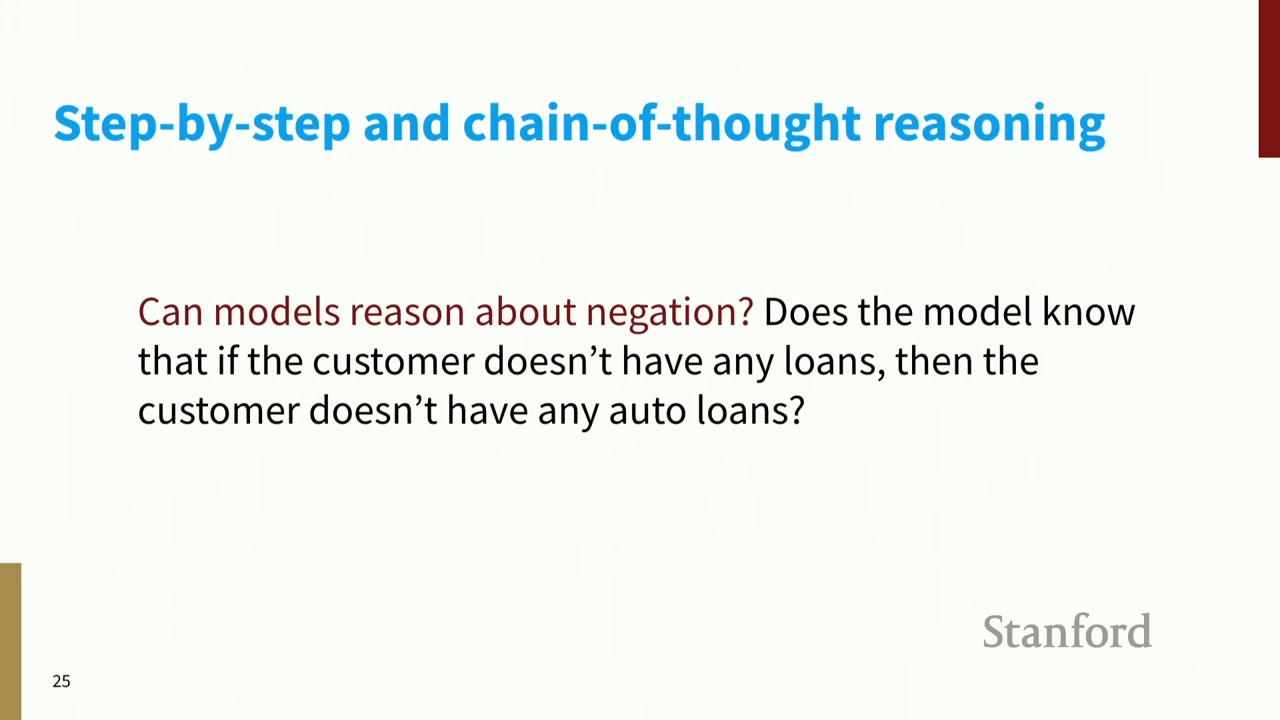 Step-by-step and chain-of-thought reasoning
Can models reason about negation? Does the model know
that if the customer doesn’t have any loans, then the
customer doesn’t have any auto loans?
Stanford
25